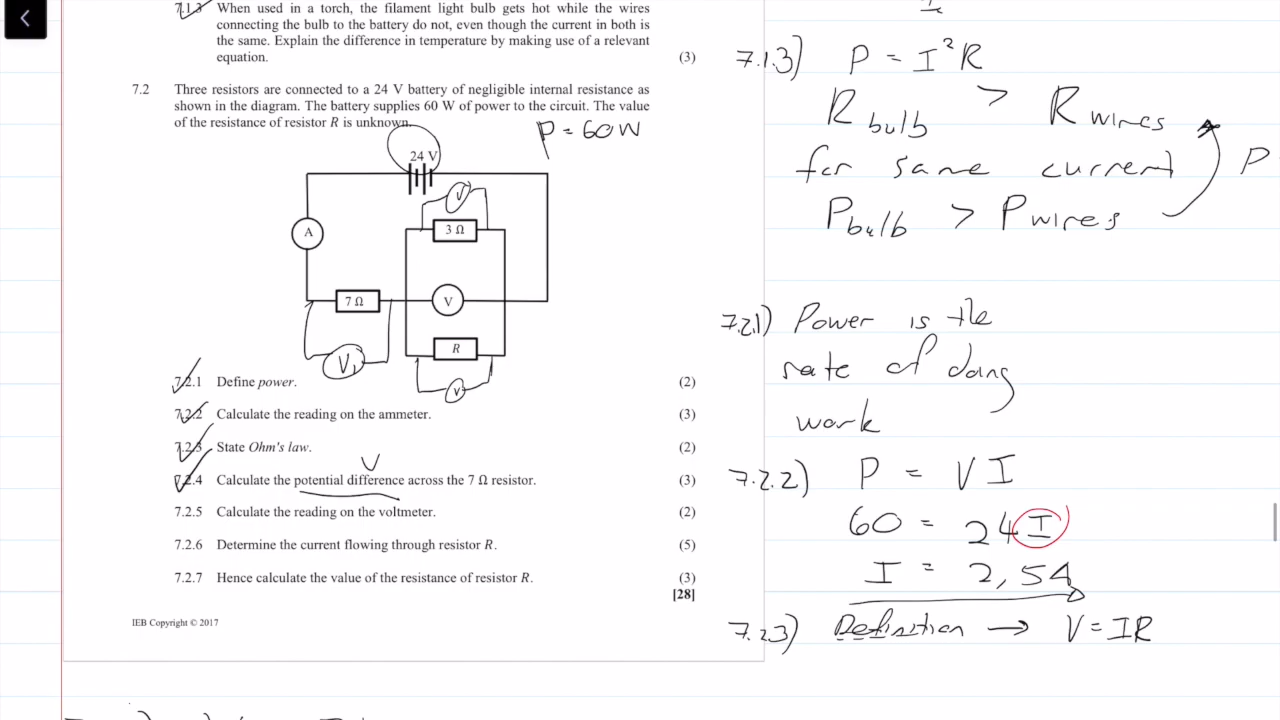 7.1.3 When used in a torch, the filament light bulb gets hot while the wires
connecting the bulb to the battery do not, even though the current in both is
the same. Explain the difference in temperature by making use of a relevant
equation. (3)
7.2 Three resistors are connected to a 24 V battery of negligible internal resistance as
shown in the diagram. The battery supplies 60 W of power to the circuit. The value
of the resistance of resistor R is unknown.
P = 60W
24 V
V
3 Ω
A
7 Ω
V
R
V1
V
7.2.1 Define power. (2)
7.2.2 Calculate the reading on the ammeter. (3)
7.2.3 State Ohm's law. (2)
V
7.2.4 Calculate the potential difference across the 7 Ω resistor. (3)
7.2.5 Calculate the reading on the voltmeter. (2)
7.2.6 Determine the current flowing through resistor R. (5)
7.2.7 Hence calculate the value of the resistance of resistor R. (3)
[28]
IEB Copyright © 2017
7.1.3) P = I²R
R bulb > R wires
for same current P
P bulb > P wires
7.2.1) Power is the
rate of doing
work
7.2.2) P = V I
60 = 24 I
I = 2,5A
7.2.3) Definition → V = IR